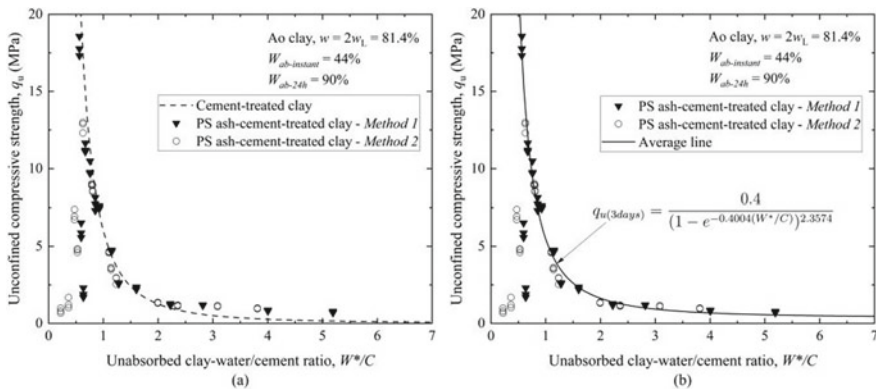 20
15
10
5
0
Unconfined compressive strength, qu (MPa)
Ao clay, w = 2wL = 81.4%
Wab-instant = 44%
Wab-24h = 90%
Cement-treated clay
PS ash-cement-treated clay - Method 1
PS ash-cement-treated clay - Method 2
0 1 2 3 4 5 6 7
Unabsorbed clay-water/cement ratio, W*/C
(a)
20
15
10
5
0
Unconfined compressive strength, qu (MPa)
Ao clay, w = 2wL = 81.4%
Wab-instant = 44%
Wab-24h = 90%
PS ash-cement-treated clay - Method 1
PS ash-cement-treated clay - Method 2
Average line
qu(3days) = 0.4 / (1 − e^−0.4004(W*/C))^2.3574
0 1 2 3 4 5 6 7
Unabsorbed clay-water/cement ratio, W*/C
(b)